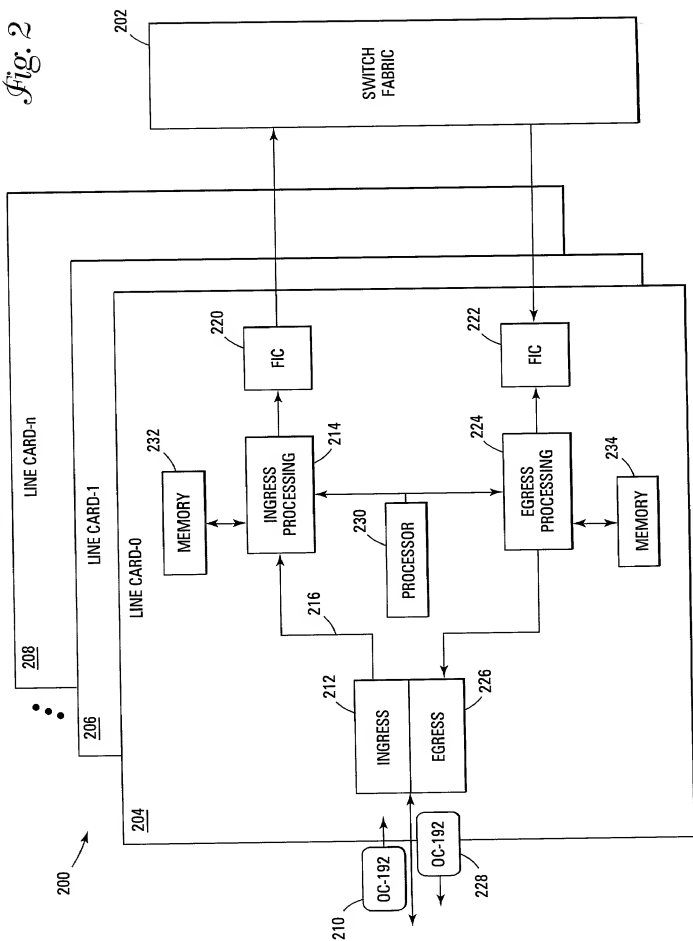 Fig. 2
200
202
SWITCH
FABRIC
208
LINE CARD-n
206
LINE CARD-1
204
LINE CARD-0
210
OC-192
212
INGRESS
216
232
MEMORY
INGRESS
PROCESSING
214
220
FIC
230
PROCESSOR
OC-192
228
EGRESS
226
EGRESS
PROCESSING
224
222
FIC
MEMORY
234